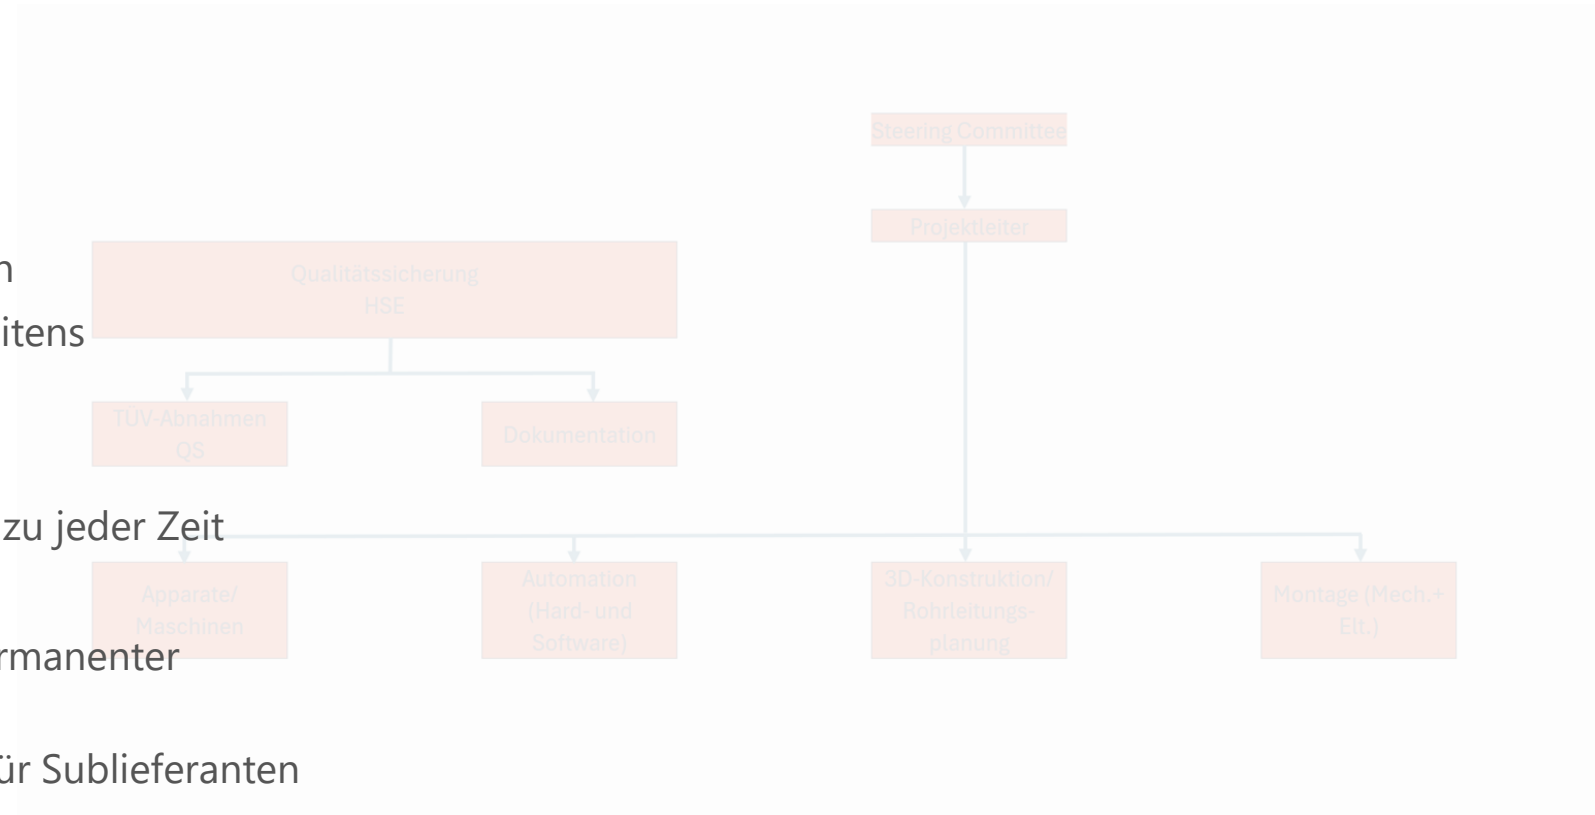 Steering Committee
Projektleiter
n
Qualitätssicherung
HSE
itens
TÜV-Abnahmen
QS
Dokumentation
zu jeder Zeit
Apparate/
Maschinen
Automation
(Hard- und
Software)
3D-Konstruktion/
Rohrleitungs-
planung
Montage (Mech.+
Elt.)
rmanenter
ür Sublieferanten